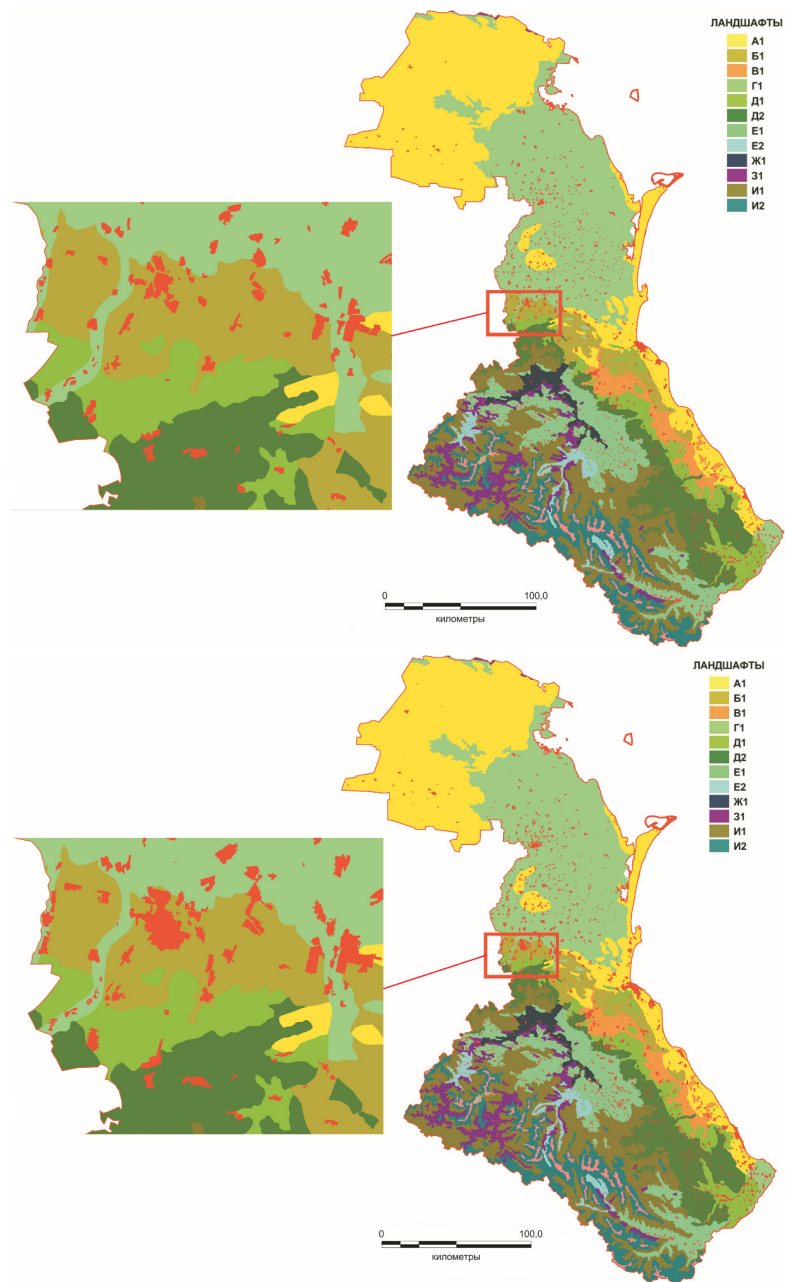 ЛАНДШАФТЫ
А1
Б1
В1
Г1
Д1
Д2
Е1
Е2
Ж1
З1
И1
И2
0 100,0
километры
ЛАНДШАФТЫ
А1
Б1
В1
Г1
Д1
Д2
Е1
Е2
Ж1
З1
И1
И2
0 100,0
километры